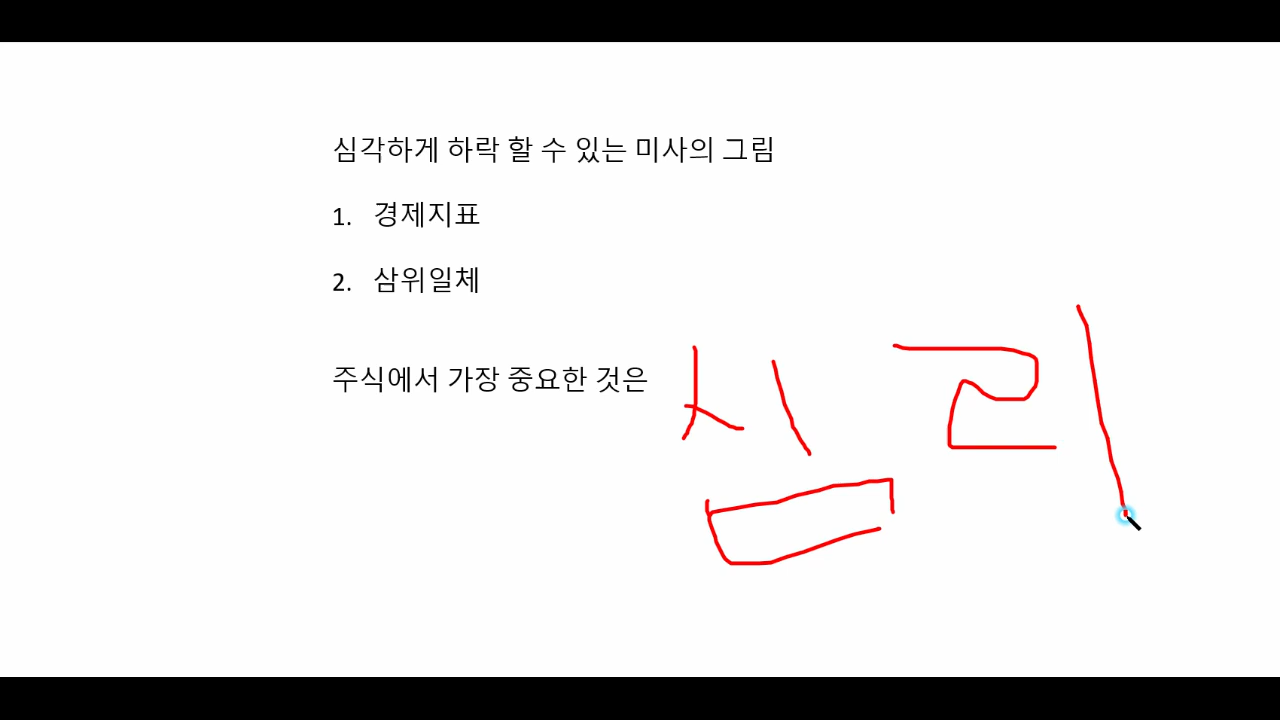 심각하게 하락 할 수 있는 미사의 그림
1. 경제지표
2. 삼위일체
주식에서 가장 중요한 것은 심리